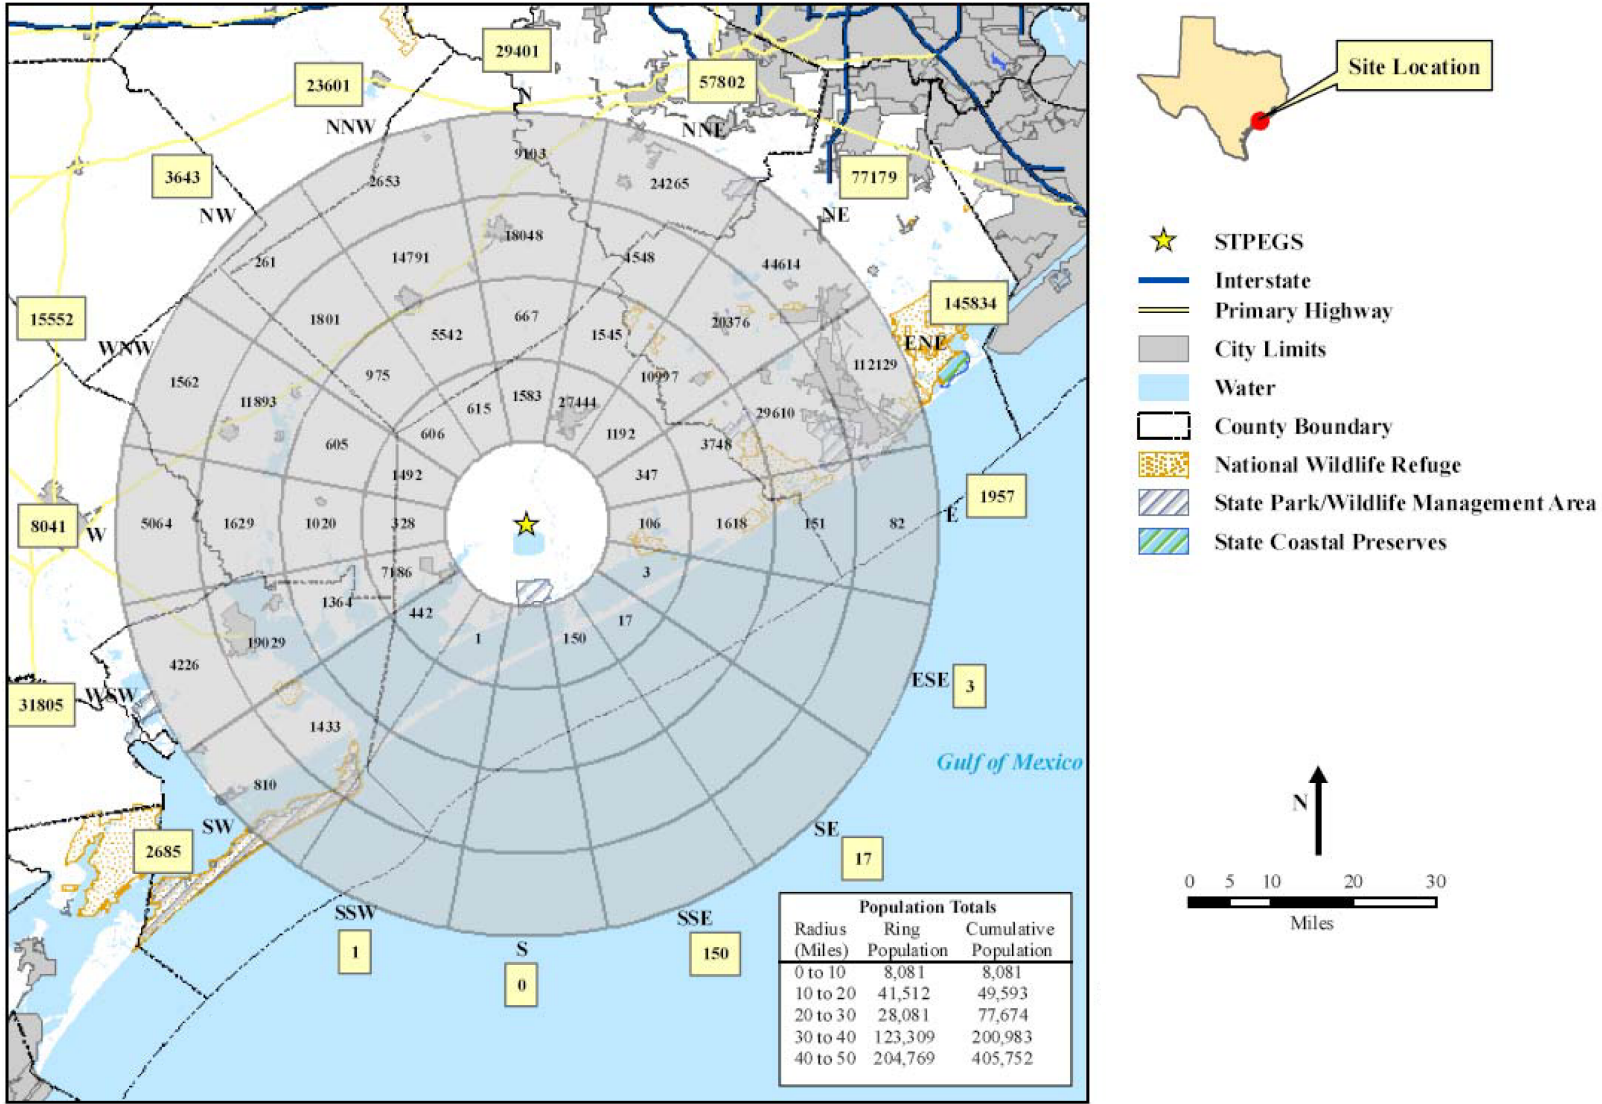 29401
23601
57802
N
NNW
NNE
3643
NW
77179
NE
9103
2653
24265
18048
14791
4548
44614
261
145834
15552
WNW
ENE
1801
5542
667
1545
20376
1562
975
10997
112129
11893
615
1583
27444
29610
605
606
1192
3748
1492
347
8041
W
5064
1629
1020
328
106
1618
151
82
E
1957
7186
3
1364
442
1
150
17
19029
4226
31805
WSW
ESE
3
1433
810
Gulf of Mexico
SW
2685
SE
17
SSW
1
S
0
SSE
150
Population Totals
Radius (Miles) Ring Population Cumulative Population
0 to 10 8,081 8,081
10 to 20 41,512 49,593
20 to 30 28,081 77,674
30 to 40 123,309 200,983
40 to 50 204,769 405,752
Site Location
STPEGS
Interstate
Primary Highway
City Limits
Water
County Boundary
National Wildlife Refuge
State Park/Wildlife Management Area
State Coastal Preserves
N
0 5 10 20 30
Miles